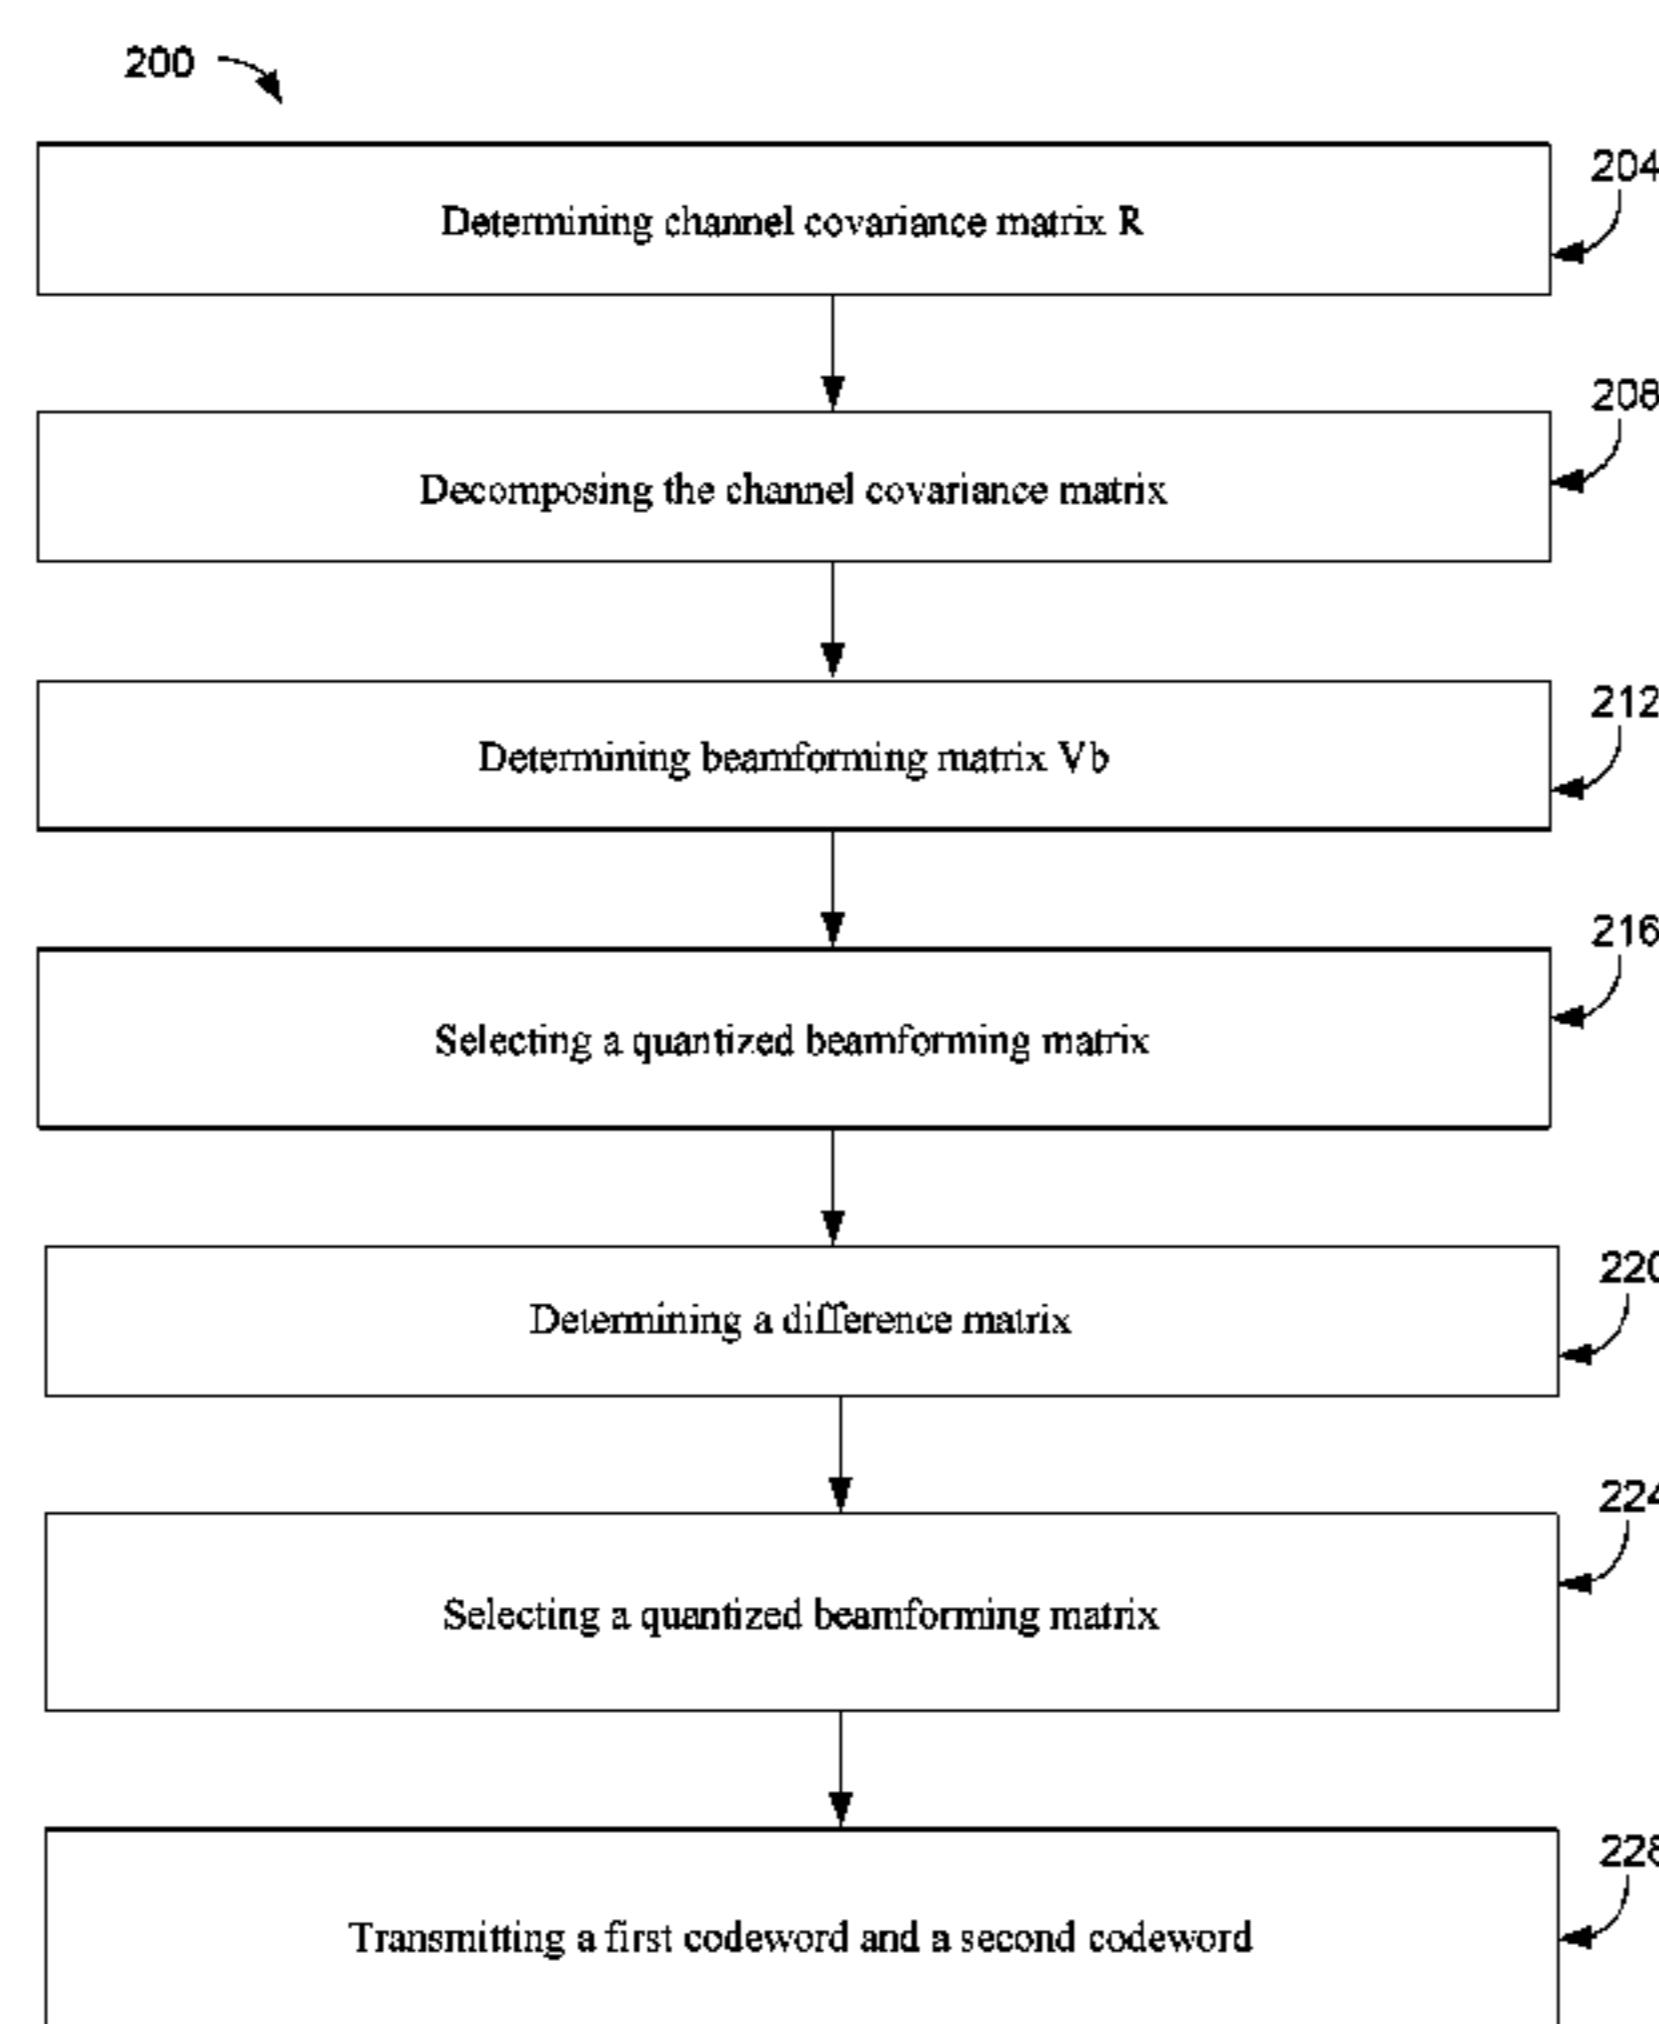 200
204
Determining channel covariance matrix R
208
Decomposing the channel covariance matrix
212
Determining beamforming matrix Vb
216
Selecting a quantized beamforming matrix
220
Determining a difference matrix
224
Selecting a quantized beamforming matrix
228
Transmitting a first codeword and a second codeword